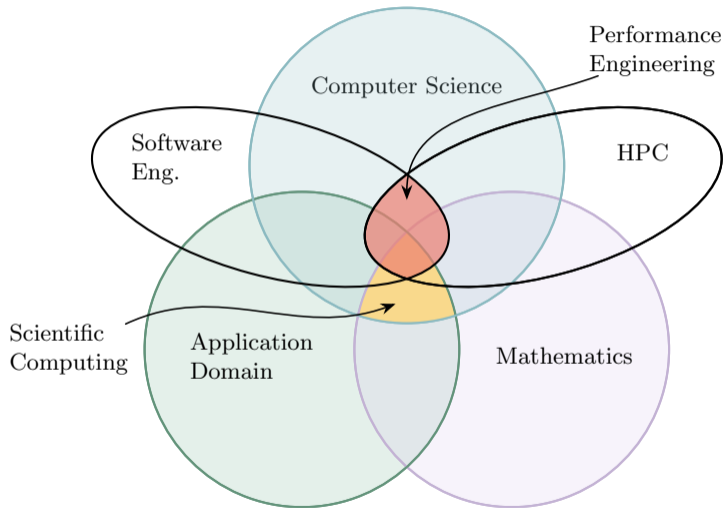 Performance
Engineering
Computer Science
Software
Eng.
HPC
Scientific
Computing
Application
Domain
Mathematics